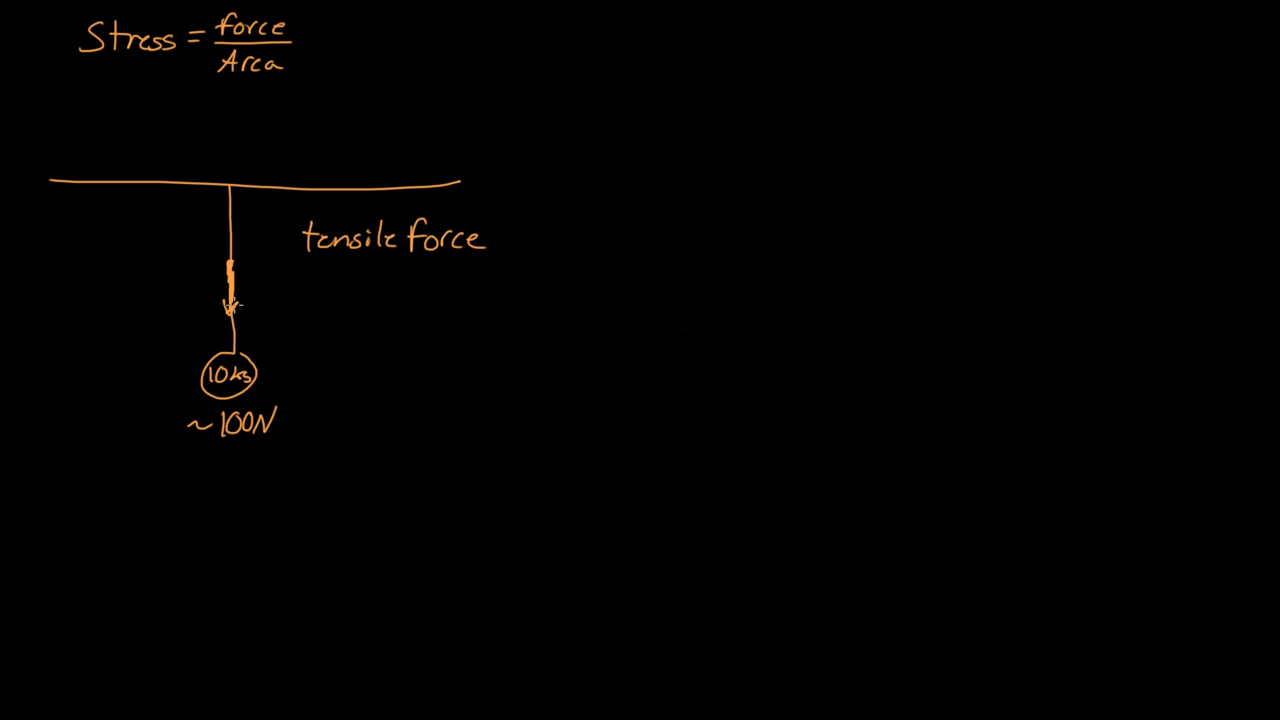 Stress = force
Area
tensile force
10kg
~100N